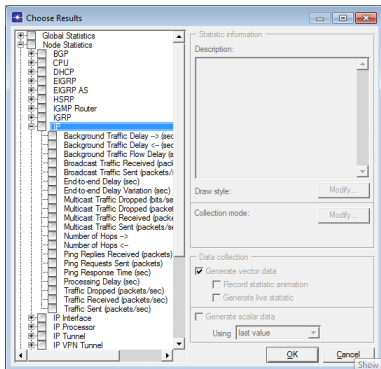 Choose Results
Global Statistics
Node Statistics
BGP
CPU
DHCP
EIGRP
EIGRP AS
HSRP
IGMP Router
IGRP
IP
Background Traffic Delay --> (sec
Background Traffic Delay <-- (sec
Background Traffic Flow Delay (s
Broadcast Traffic Received (pack
Broadcast Traffic Sent (packets/s
End-to-end Delay (sec)
End-to-end Delay Variation (sec)
Multicast Traffic Dropped (bits/se
Multicast Traffic Dropped (packet
Multicast Traffic Received (packe
Multicast Traffic Sent (packets/s
Number of Hops -->
Number of Hops <--
Ping Replies Received (packets)
Ping Requests Sent (packets)
Ping Response Time (sec)
Processing Delay (sec)
Traffic Dropped (packets/sec)
Traffic Received (packets/sec)
Traffic Sent (packets/sec)
IP Interface
IP Processor
IP Tunnel
IP VPN Tunnel
Statistic information
Description:
Draw style:
Modify...
Collection mode:
Modify...
Data collection
Generate vector data
Record statistic animation
Generate live statistic
Generate scalar data
Using last value
OK
Cancel
Show